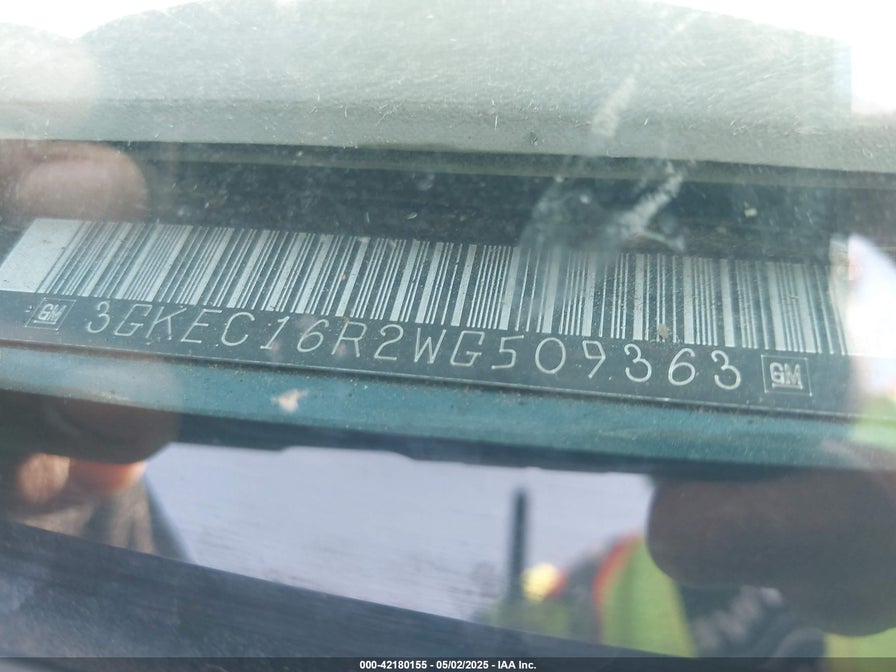 GM 3GKEC16R2WG509363 GM
000-42180155 - 05/02/2025 - IAA Inc.